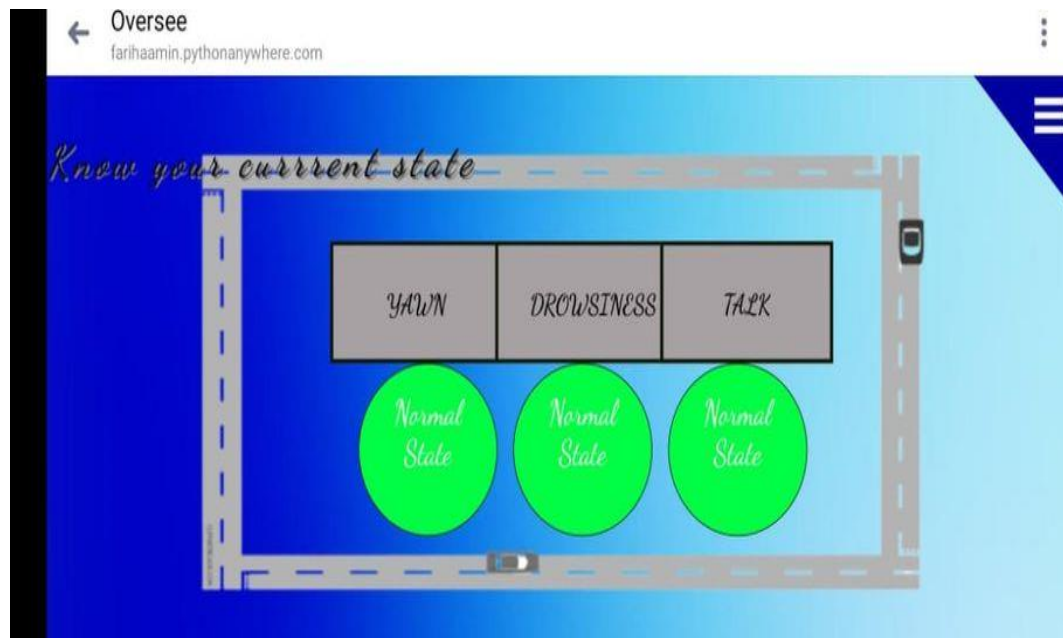 Oversee
farihaamin.pythonanywhere.com
Know your currrent state
YAWN DROWSINESS TALK
Normal Normal Normal
State State State